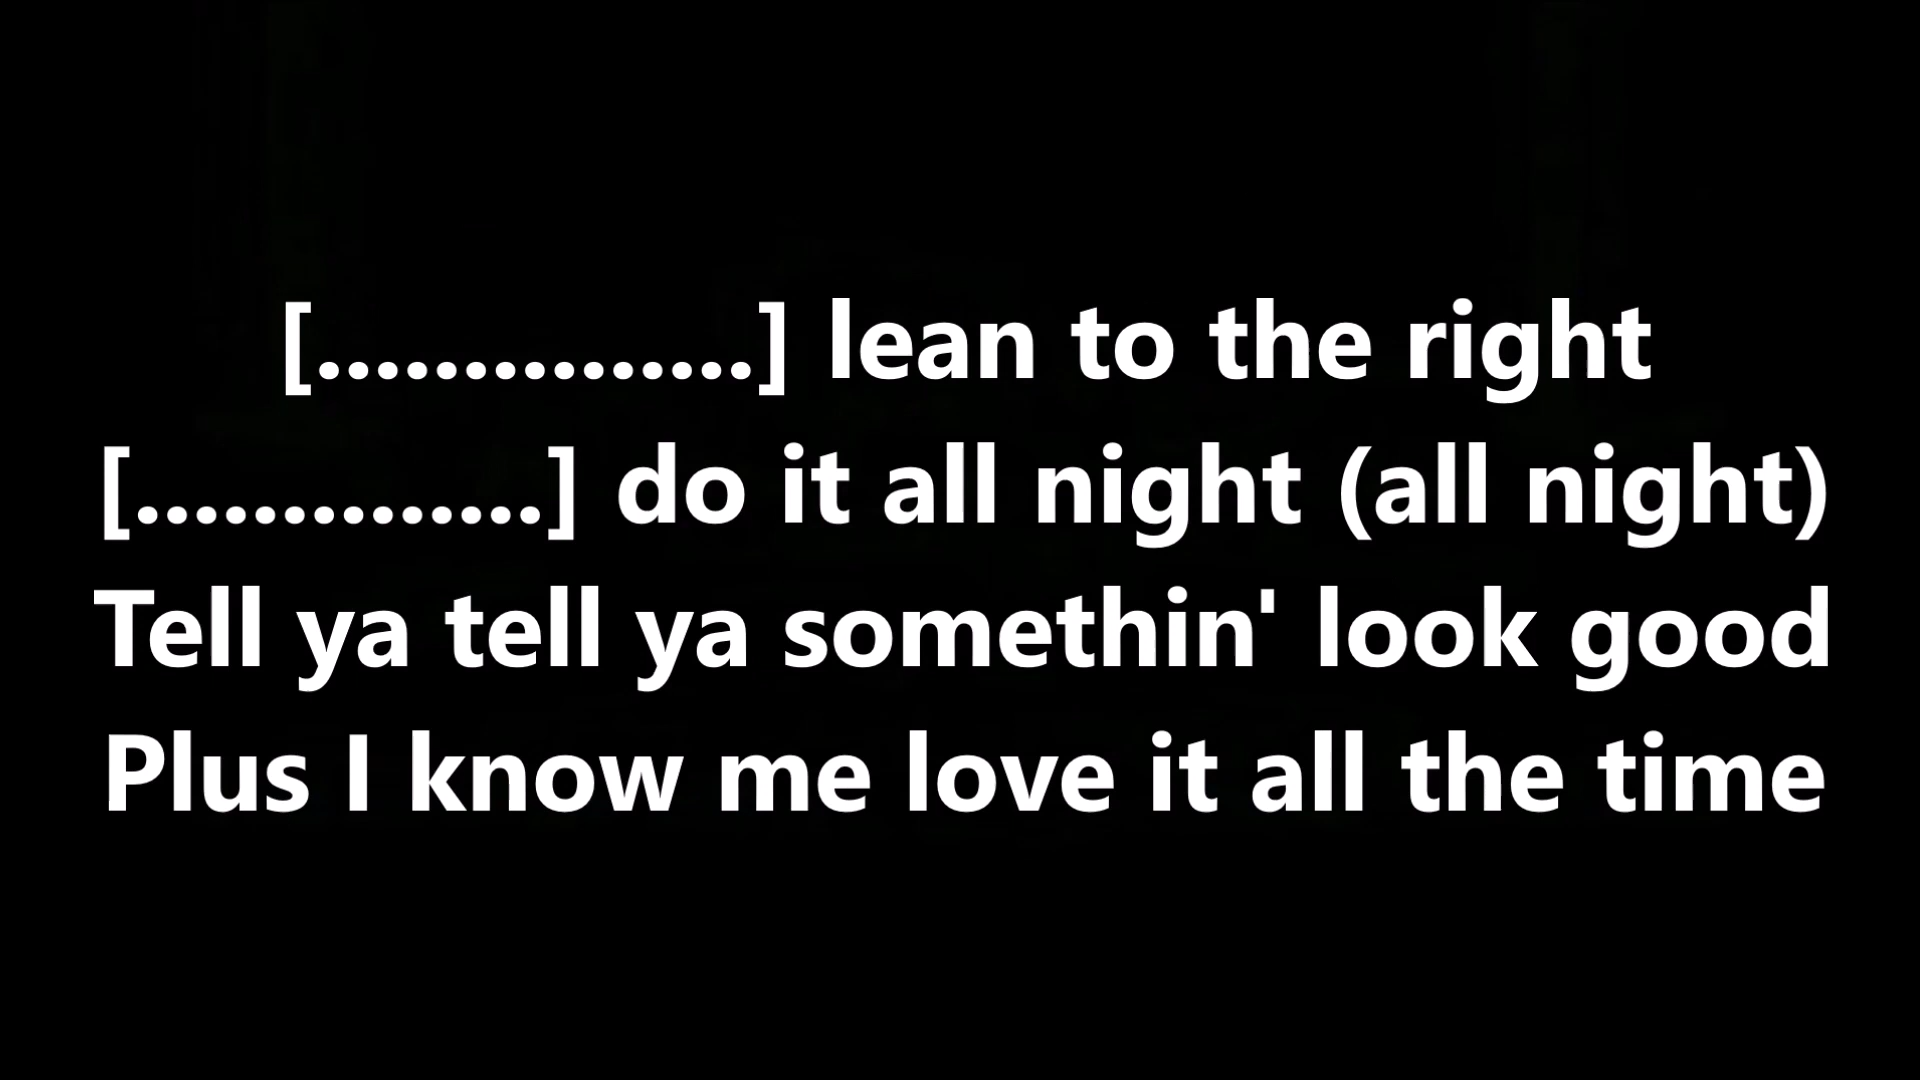 [...............] lean to the right
[..............] do it all night (all night)
Tell ya tell ya somethin' look good
Plus I know me love it all the time